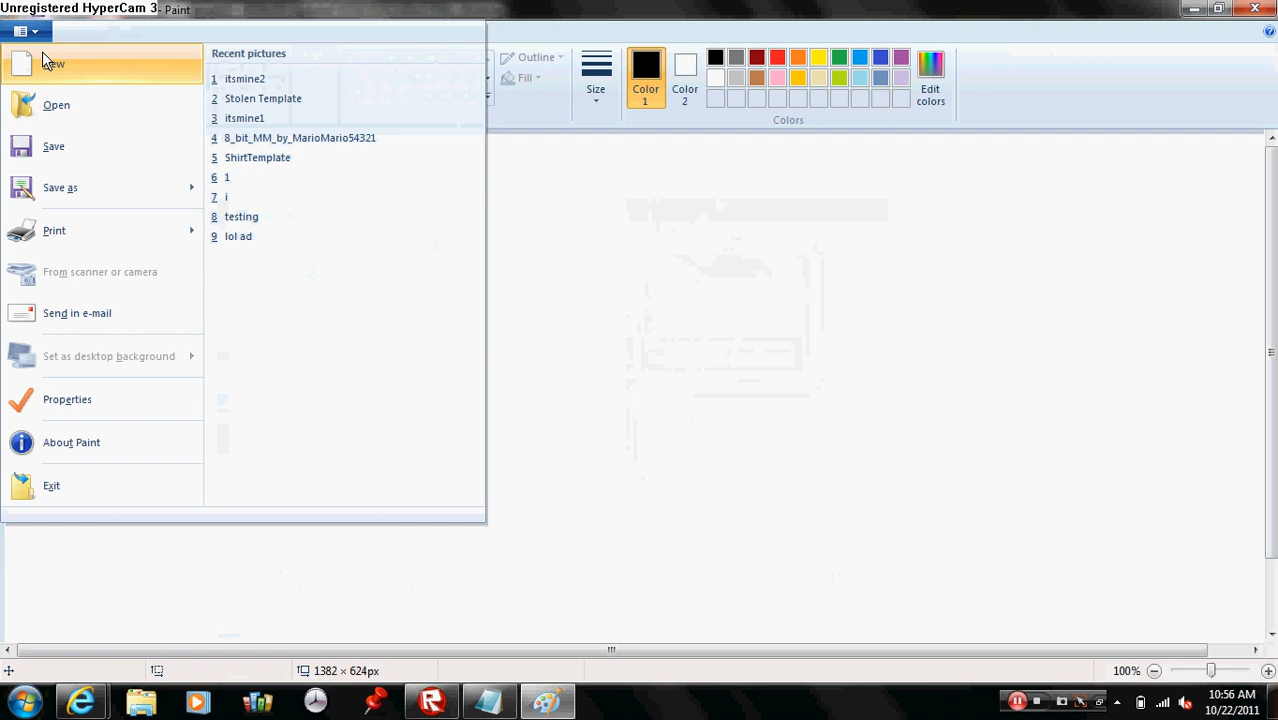 Unregistered HyperCam 3 - Paint
Recent pictures
1 itsmine2
2 Stolen Template
3 itsmine1
4 8_bit_MM_by_MarioMario54321
5 ShirtTemplate
6 1
7 i
8 testing
9 lol ad
Open
Save
Save as
Print
From scanner or camera
Send in e-mail
Set as desktop background
Properties
About Paint
Exit
Outline
Fill
Size
Color 1
Color 2
Edit colors
Colors
1382 × 624px
100%
10:56 AM
10/22/2011